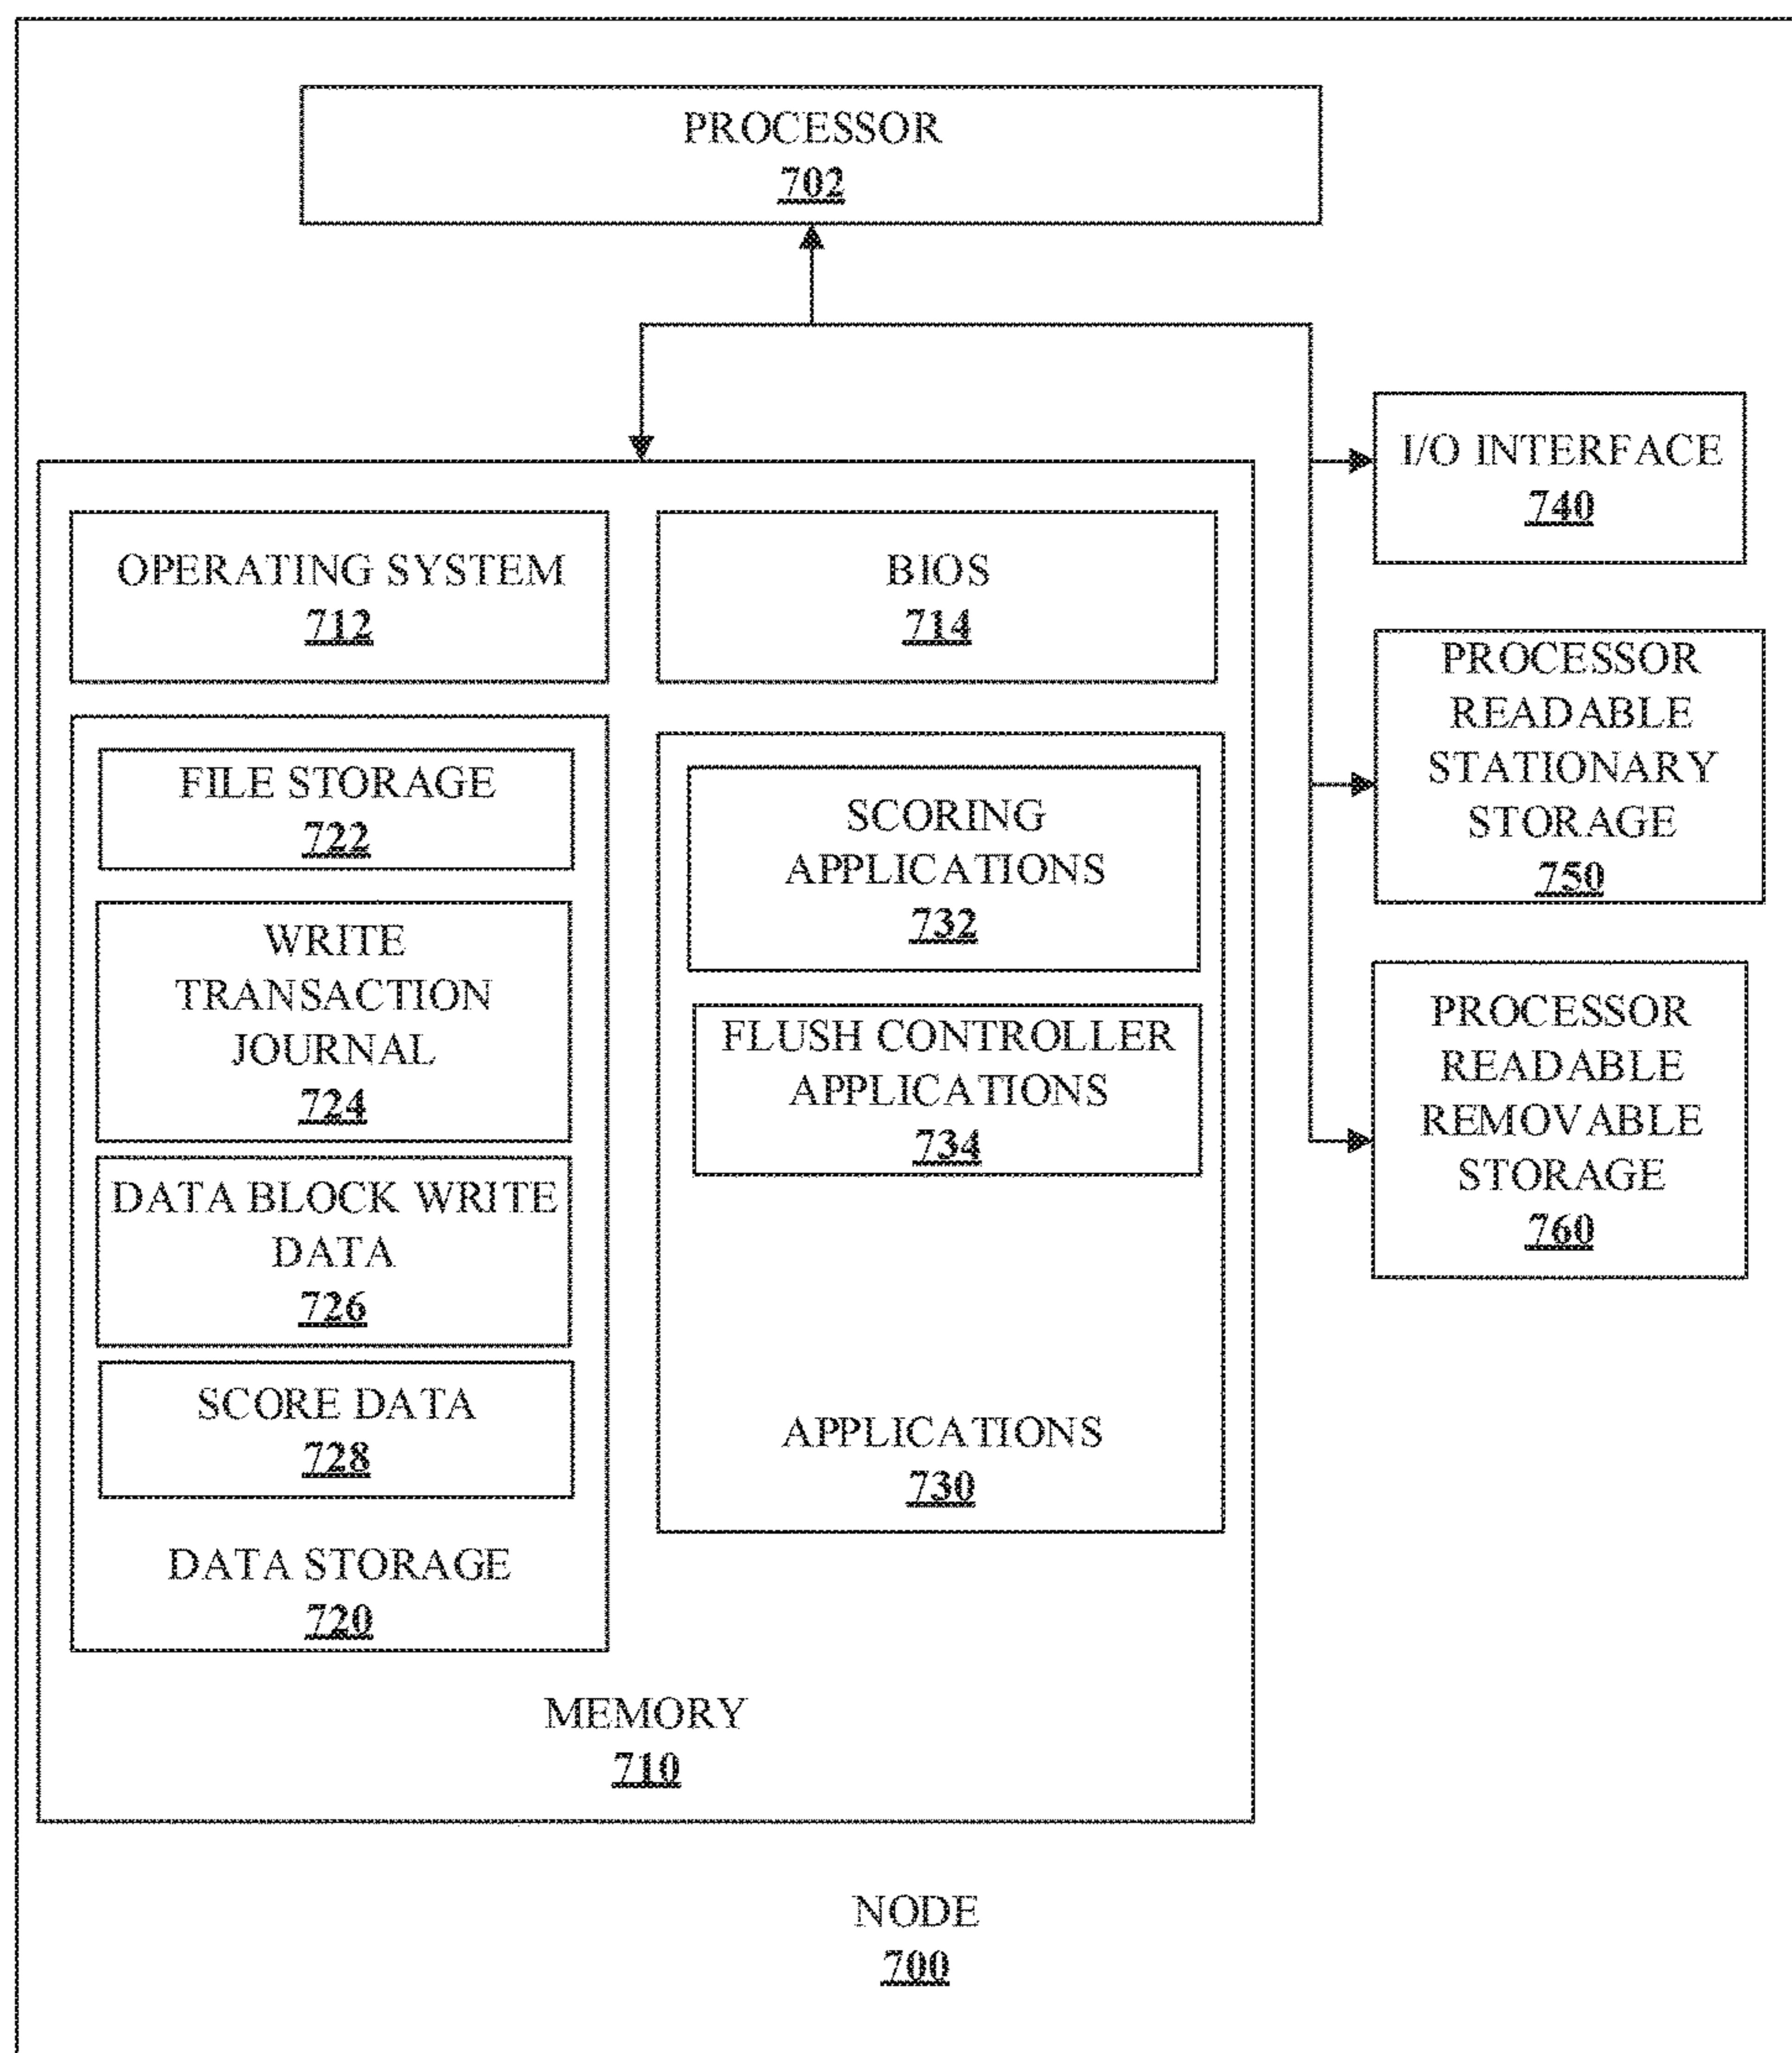 PROCESSOR
702
I/O INTERFACE
740
OPERATING SYSTEM
712
BIOS
714
PROCESSOR
READABLE
STATIONARY
STORAGE
750
FILE STORAGE
722
SCORING
APPLICATIONS
732
WRITE
TRANSACTION
JOURNAL
724
FLUSH CONTROLLER
APPLICATIONS
734
PROCESSOR
READABLE
REMOVABLE
STORAGE
760
DATA BLOCK WRITE
DATA
726
SCORE DATA
728
APPLICATIONS
730
DATA STORAGE
720
MEMORY
710
NODE
700